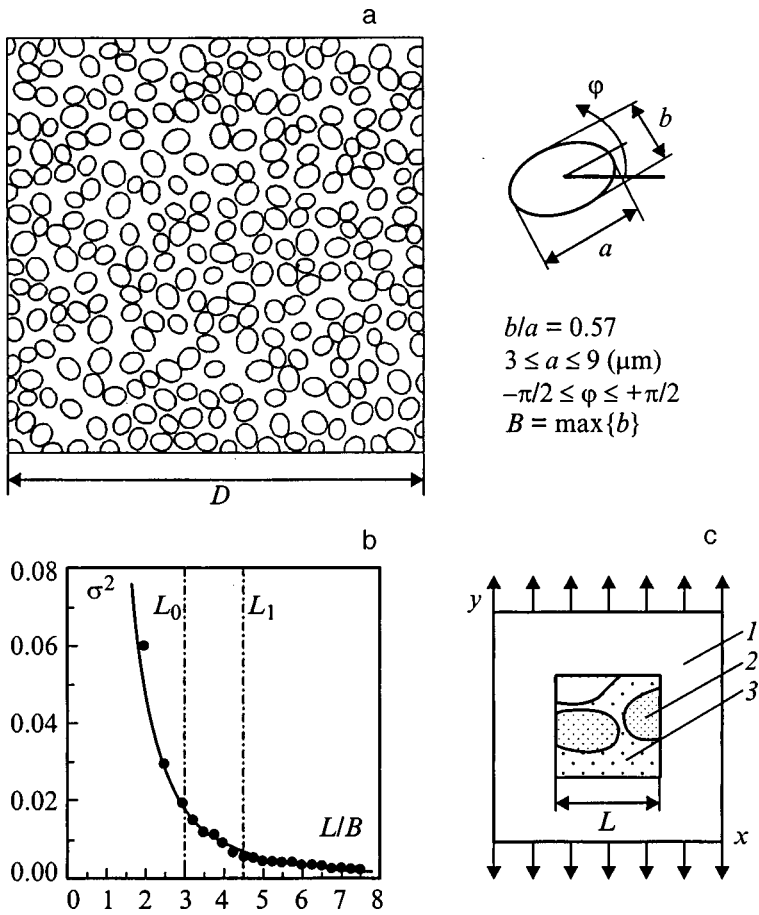 a
φ
b
a
b/a = 0.57
3 ≤ a ≤ 9 (μm)
−π/2 ≤ φ ≤ +π/2
B = max{b}
D
b
0.08
0.06
0.04
0.02
0.00
σ²
L₀
L₁
L/B
0 1 2 3 4 5 6 7 8
c
y
1
2
3
L
x